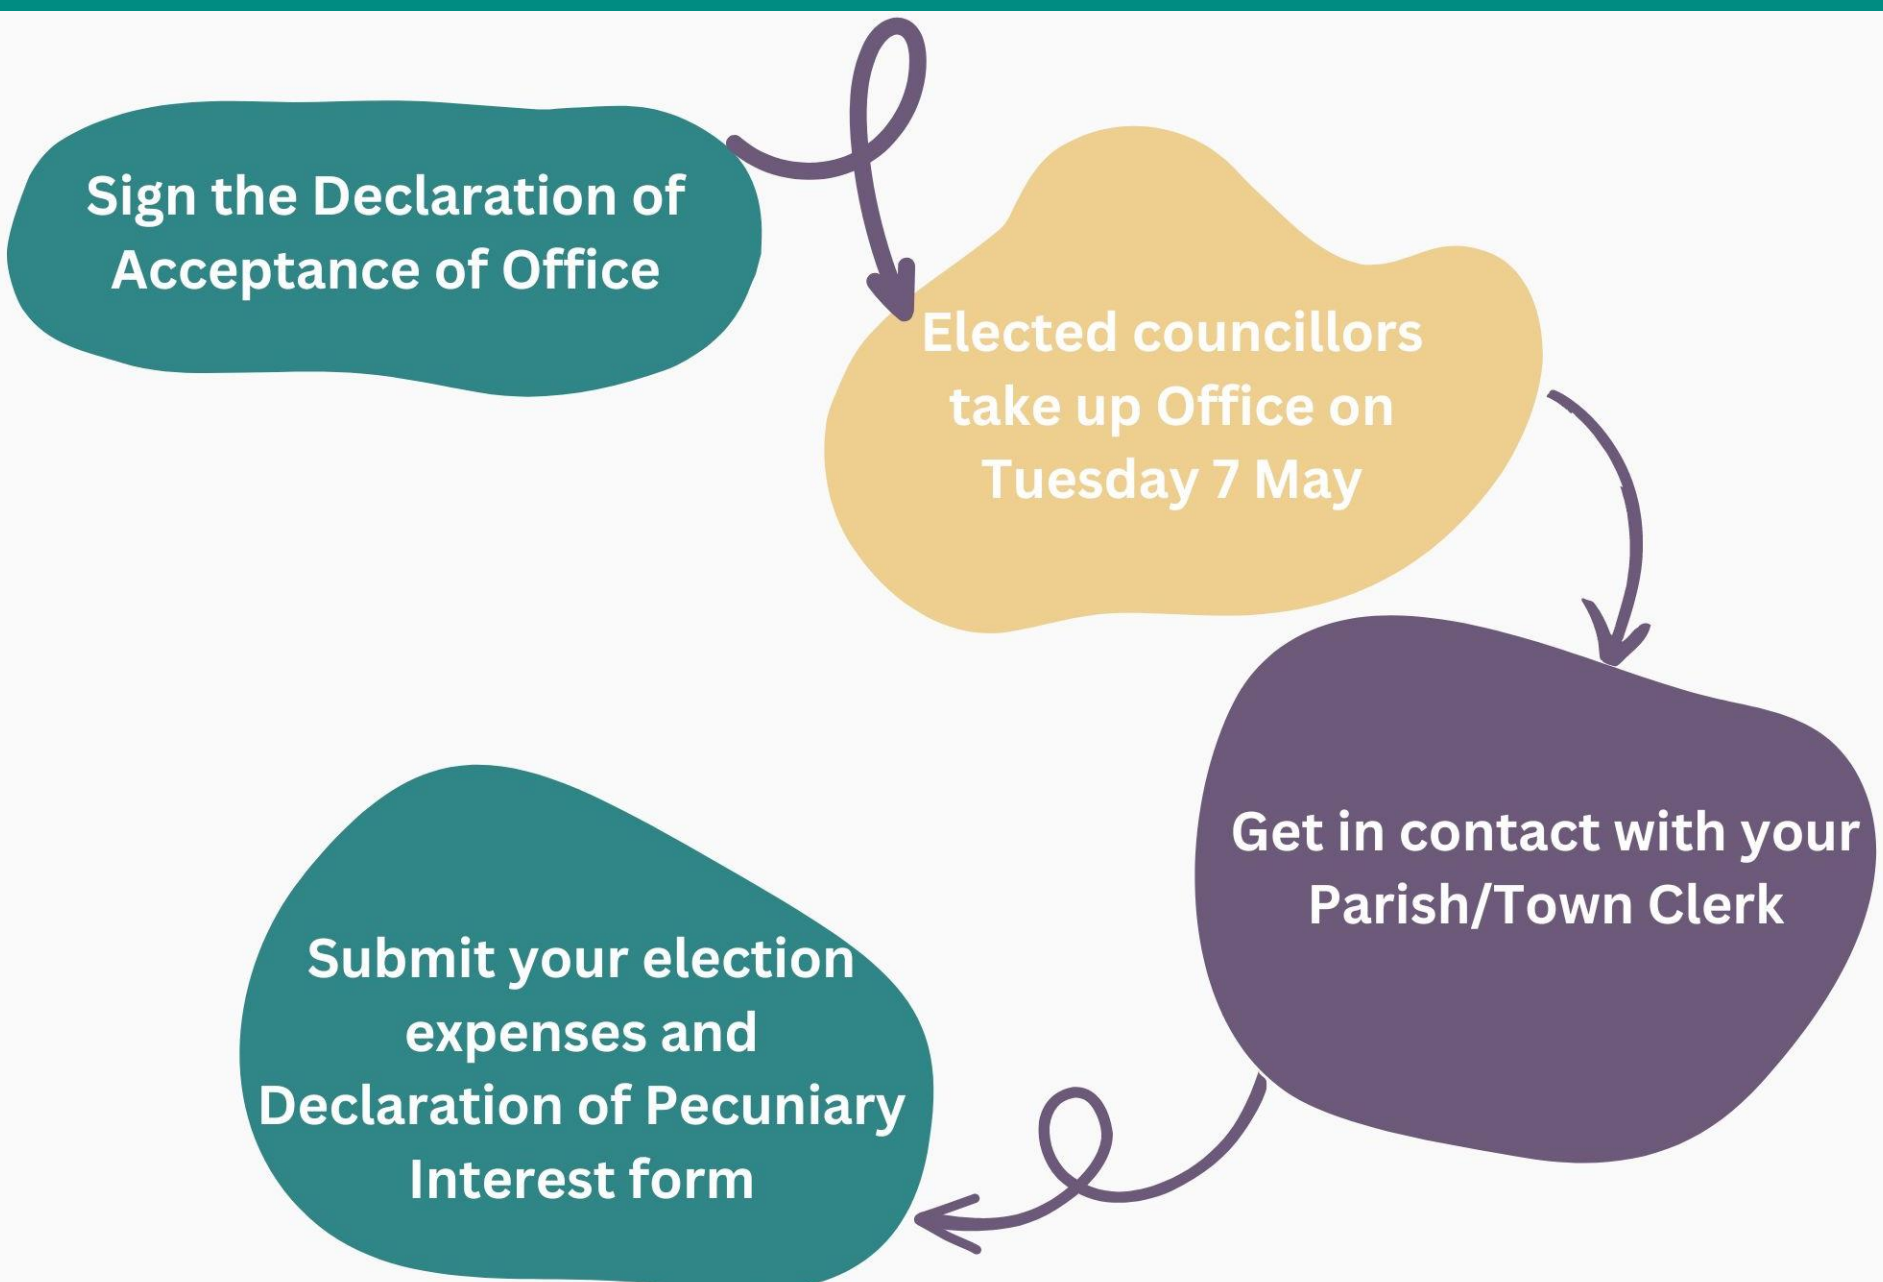 Sign the Declaration of
Acceptance of Office
Elected councillors
take up Office on
Tuesday 7 May
Get in contact with your
Parish/Town Clerk
Submit your election
expenses and
Declaration of Pecuniary
Interest form